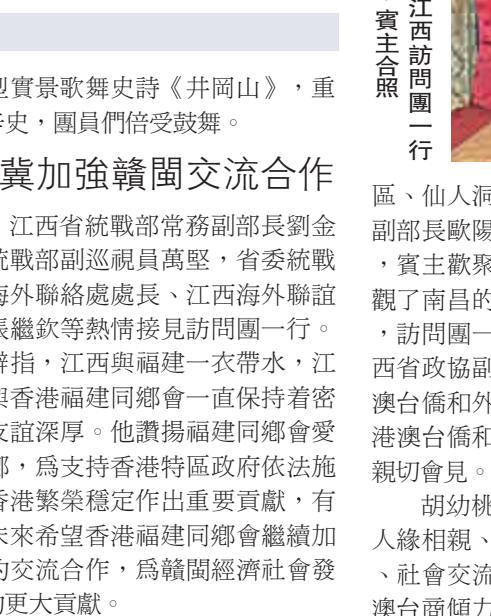 型實景歌舞史詩《井岡山》，重
史，團員們倍受鼓舞。
冀加強贛閩交流合作
江西省統戰部常務副部長劉金
統戰部副巡視員萬堅，省委統戰
海外聯絡處處長、江西海外聯誼
張繼欽等熱情接見訪問團一行。
指，江西與福建一衣帶水，江
與香港福建同鄉會一直保持着密
友誼深厚。他讚揚福建同鄉會愛
鄉，爲支持香港特區政府依法施
香港繁榮穩定作出重要貢獻，有
未來希望香港福建同鄉會繼續加
的交流合作，爲贛閩經濟社會發
更大貢獻。
江西訪問團一行
賓主合照
區、仙人洞
副部長歐陽
，賓主歡聚
觀了南昌的
，訪問團一
西省政協副
澳台僑和外
港澳台僑和
親切會見。
胡幼桃
人緣相親、
、社會交流
澳台商傾力